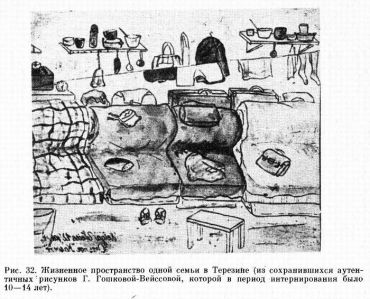 Рис. 32. Жизненное пространство одной семьи в Терезине (из сохранившихся аутен-
тичных рисунков Г. Гошковой-Вейссовой, которой в период интернирования было
10—14 лет).